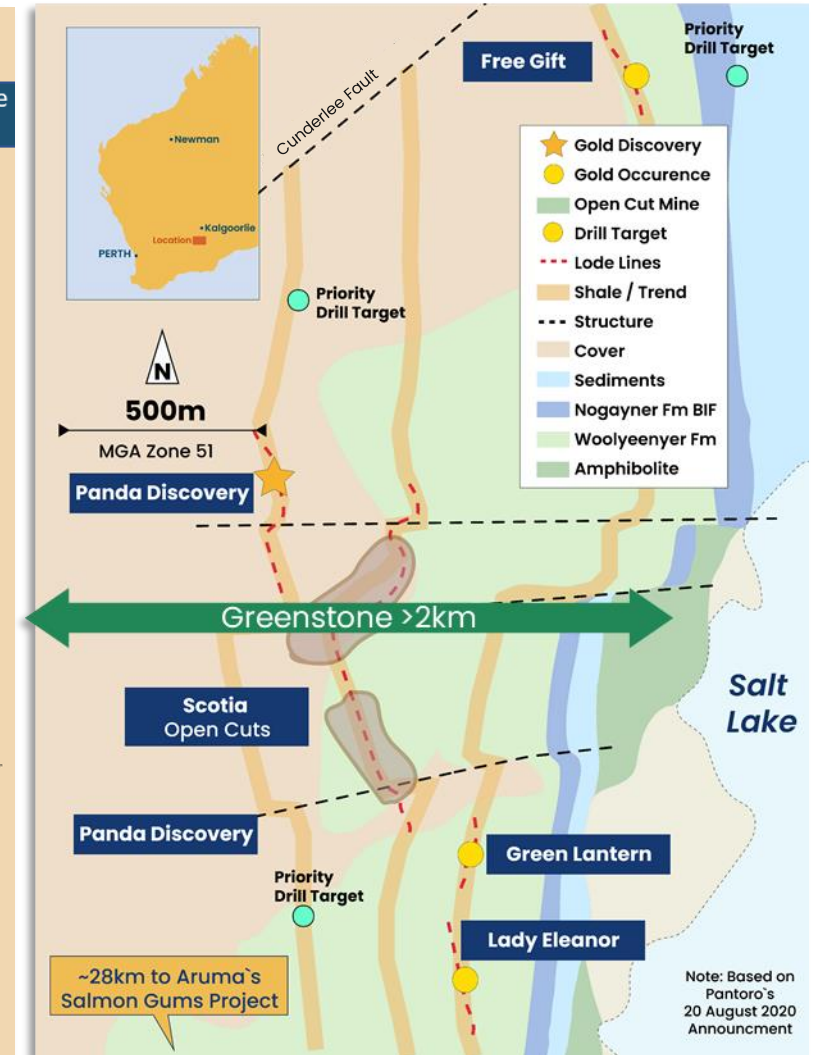 e
Cunderlee Fault
Free Gift
Priority
Drill Target
Newman
Kalgoorlie
Location
PERTH
Gold Discovery
Gold Occurence
Open Cut Mine
Drill Target
Lode Lines
Shale / Trend
Structure
Cover
Sediments
Nogayner Fm BIF
Woolyeenyer Fm
Amphibolite
Priority
Drill Target
N
500m
MGA Zone 51
Panda Discovery
Greenstone >2km
Scotia
Open Cuts
Salt
Lake
Panda Discovery
Green Lantern
Priority
Drill Target
Lady Eleanor
~28km to Aruma`s
Salmon Gums Project
Note: Based on
Pantoro`s
20 August 2020
Announcment